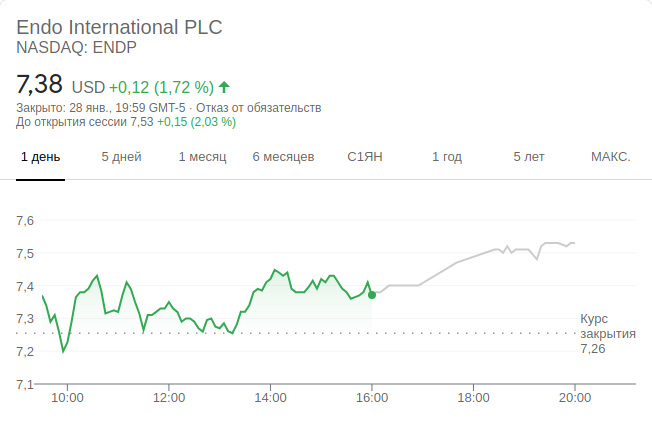 Endo International PLC
NASDAQ: ENDP
7,38 USD +0,12 (1,72 %)
Закрыто: 28 янв., 19:59 GMT-5 · Отказ от обязательств
До открытия сессии 7,53 +0,15 (2,03 %)
1 день 5 дней 1 месяц 6 месяцев С1ЯН 1 год 5 лет МАКС.
7,6
7,5
7,4
7,3
7,2
7,1
Курс
закрытия
7,26
10:00 12:00 14:00 16:00 18:00 20:00